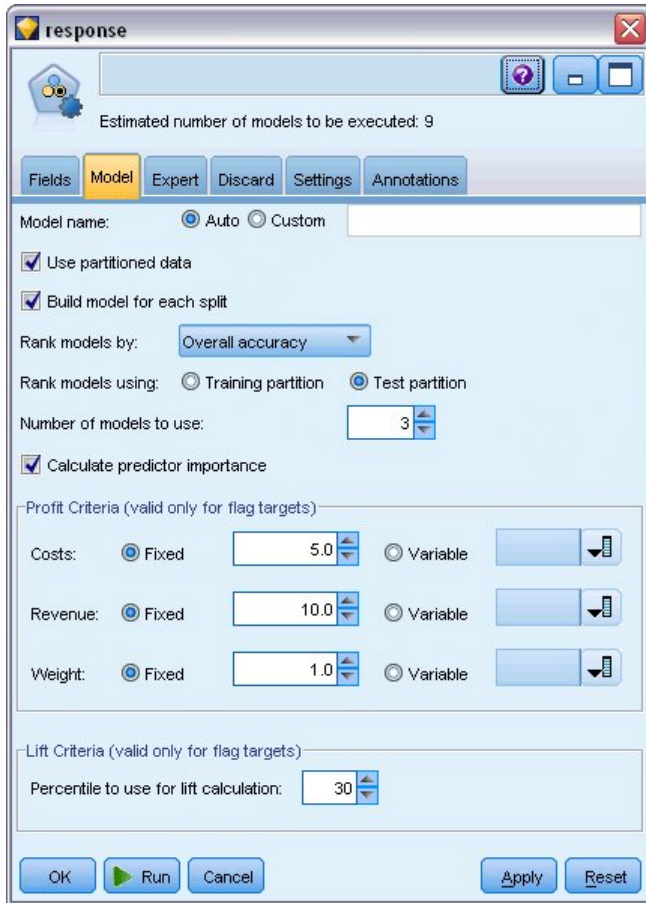 response
Estimated number of models to be executed: 9
Fields Model Expert Discard Settings Annotations
Model name: Auto Custom
Use partitioned data
Build model for each split
Rank models by: Overall accuracy
Rank models using: Training partition Test partition
Number of models to use: 3
Calculate predictor importance
Profit Criteria (valid only for flag targets)
Costs: Fixed 5.0 Variable
Revenue: Fixed 10.0 Variable
Weight: Fixed 1.0 Variable
Lift Criteria (valid only for flag targets)
Percentile to use for lift calculation: 30
OK Run Cancel Apply Reset